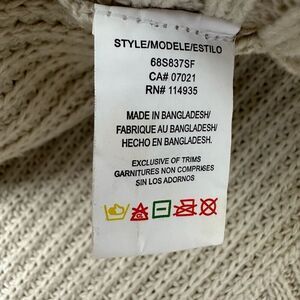 STYLE/MODELE/ESTILO
68S837SF
CA# 07021
RN# 114935
MADE IN BANGLADESH/
FABRIQUE AU BANGLADESH/
HECHO EN BANGLADESH.
EXCLUSIVE OF TRIMS
GARNITURES NON COMPRISES
SIN LOS ADORNOS